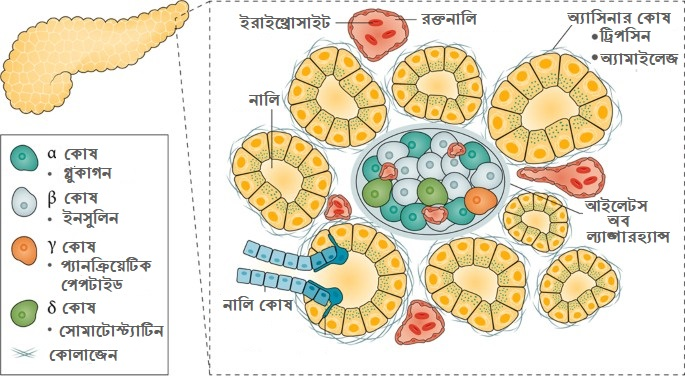 ইরাইথ্রোসাইট
রক্তনালি
অ্যাসিনার কোষ
•ট্রিপসিন
•অ্যামাইলেজ
নালি
α কোষ
• গ্লুকাগন
β কোষ
• ইনসুলিন
γ কোষ
• প্যানক্রিয়েটিক
পেপটাইড
δ কোষ
• সোমাটোস্ট্যাটিন
কোলাজেন
আইলেটস
অব
ল্যাঙ্গারহ্যান্স
নালি কোষ